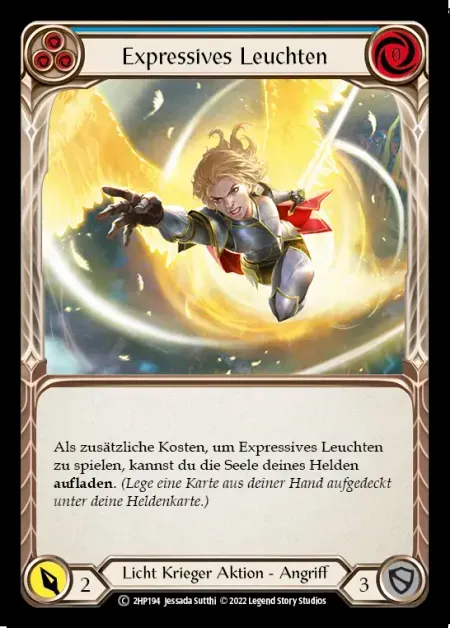 Expressives Leuchten
0
Als zusätzliche Kosten, um Expressives Leuchten
zu spielen, kannst du die Seele deines Helden
aufladen. (Lege eine Karte aus deiner Hand aufgedeckt
unter deine Heldenkarte.)
2
Licht Krieger Aktion - Angriff
3
C 2HP194 Jessada Sutthi © 2022 Legend Story Studios